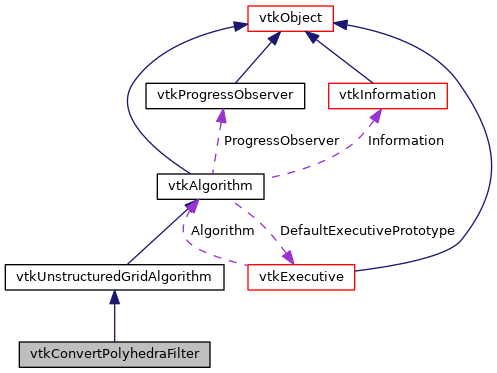 vtkObject
vtkProgressObserver
vtkInformation
ProgressObserver
Information
vtkAlgorithm
Algorithm
DefaultExecutivePrototype
vtkUnstructuredGridAlgorithm
vtkExecutive
vtkConvertPolyhedraFilter